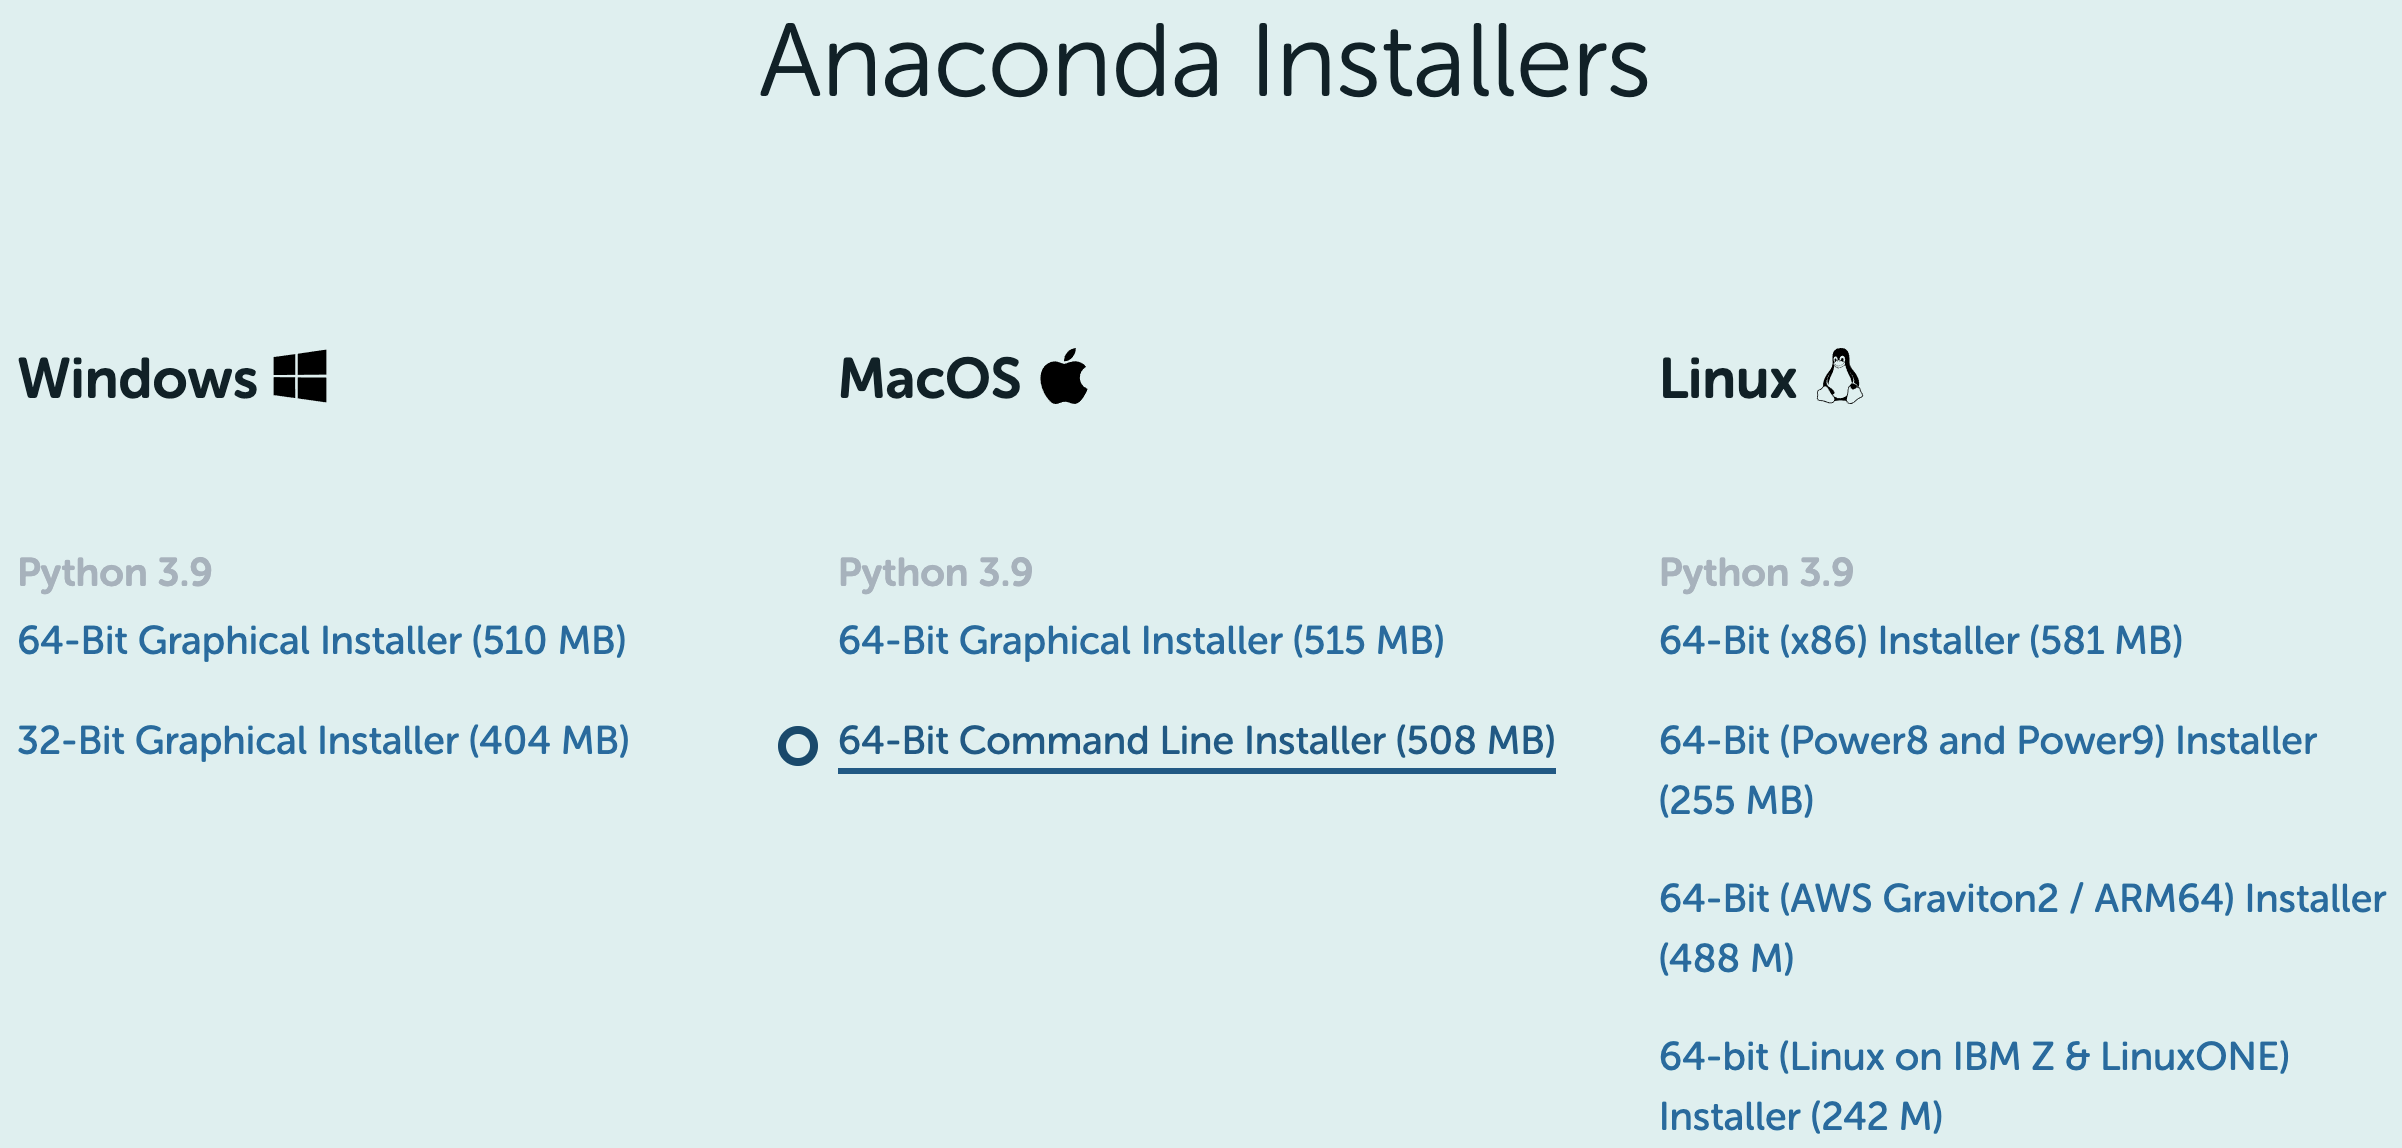 Anaconda Installers
Windows
Python 3.9
64-Bit Graphical Installer (510 MB)
32-Bit Graphical Installer (404 MB)
MacOS
Python 3.9
64-Bit Graphical Installer (515 MB)
64-Bit Command Line Installer (508 MB)
Linux
Python 3.9
64-Bit (x86) Installer (581 MB)
64-Bit (Power8 and Power9) Installer
(255 MB)
64-Bit (AWS Graviton2 / ARM64) Installer
(488 M)
64-bit (Linux on IBM Z & LinuxONE)
Installer (242 M)